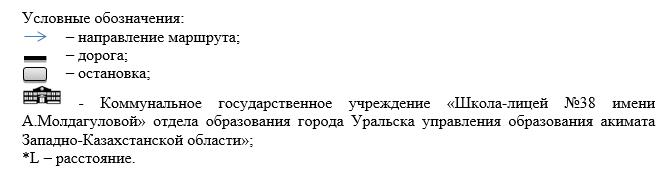 Условные обозначения:
– направление маршрута;
– дорога;
– остановка;
- Коммунальное государственное учреждение «Школа-лицей №38 имени
А.Молдагуловой» отдела образования города Уральска управления образования акимата
Западно-Казахстанской области»;
*L – расстояние.